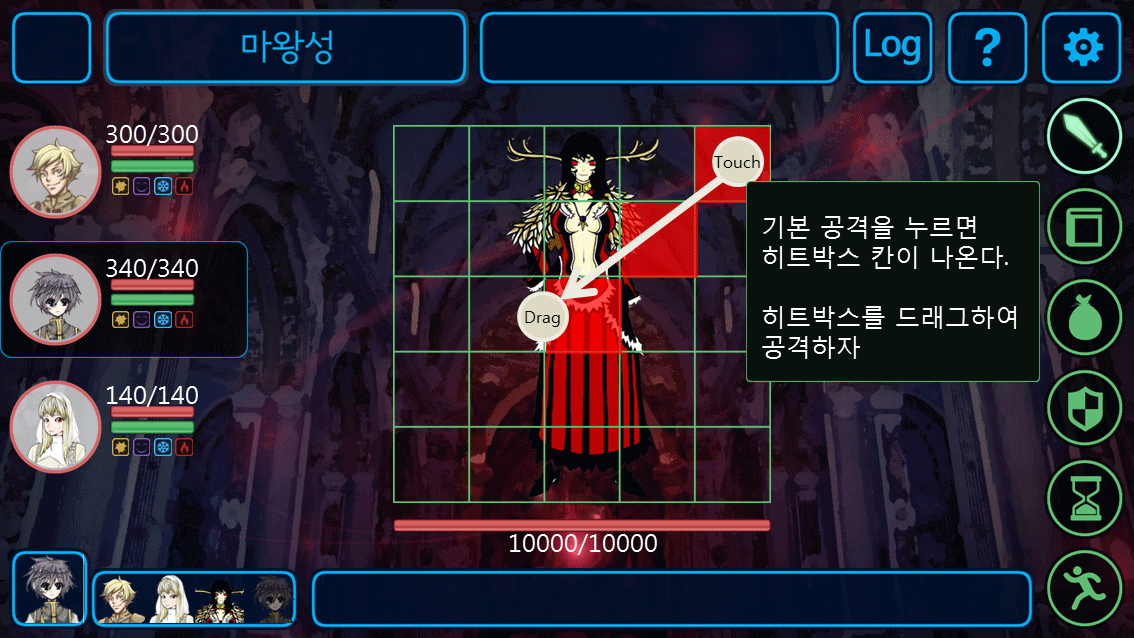 마왕성
Log
?
300/300
340/340
140/140
Touch
Drag
기본 공격을 누르면
히트박스 칸이 나온다.
히트박스를 드래그하여
공격하자
10000/10000